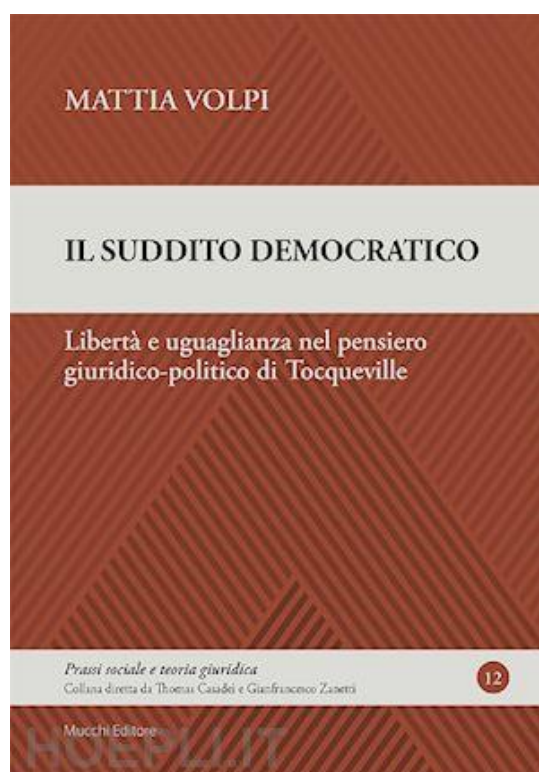 MATTIA VOLPI
IL SUDDITO DEMOCRATICO
Libertà e uguaglianza nel pensiero
giuridico-politico di Tocqueville
Prassi sociale e teoria giuridica
Collana diretta da Thomas Casadei e Gianfrancesco Zanetti
12
Mucchi Editore
HOEPLI.IT